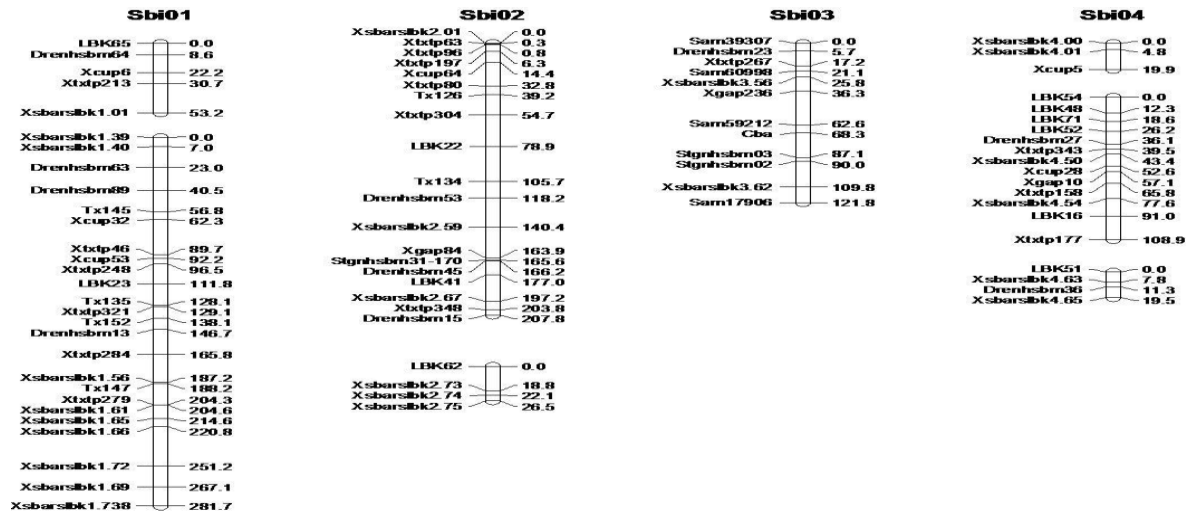 Sbi01
LBK65 0.0
Drenhsbm64 8.6
Xcup6 22.2
Xtxtp213 30.7
Xsbarslbk1.01 53.2
Xsbarslbk1.39 0.0
Xsbarslbk1.40 7.0
Drenhsbm63 23.0
Drenhsbm89 40.5
Tx145 56.8
Xcup32 62.3
Xtxtp46 89.7
Xcup53 92.2
Xtxtp248 96.5
LBK23 111.8
Tx135 128.1
Xtxtp321 129.1
Tx152 138.1
Drenhsbm13 146.7
Xtxtp284 165.8
Xsbarslbk1.56 187.2
Tx147 188.2
Xtxtp279 204.3
Xsbarslbk1.61 204.6
Xsbarslbk1.65 214.6
Xsbarslbk1.66 220.8
Xsbarslbk1.72 251.2
Xsbarslbk1.69 267.1
Xsbarslbk1.738 281.7
Sbi02
Xsbarslbk2.01 0.0
Xtxtp63 0.3
Xtxtp96 0.8
Xtxtp197 6.3
Xcup64 14.4
Xtxtp80 32.8
Tx126 39.2
Xtxtp304 54.7
LBK22 78.9
Tx134 105.7
Drenhsbm53 118.2
Xsbarslbk2.59 140.4
Xgap84 163.9
Stgnhsbm31-170 165.6
Drenhsbm45 166.2
LBK41 177.0
Xsbarslbk2.67 197.2
Xtxtp348 203.8
Drenhsbm15 207.8
LBK62 0.0
Xsbarslbk2.73 18.8
Xsbarslbk2.74 22.1
Xsbarslbk2.75 26.5
Sbi03
Sam39307 0.0
Drenhsbm23 5.7
Xtxtp267 17.2
Sam60998 21.1
Xsbarslbk3.56 25.8
Xgap236 36.3
Sam59212 62.6
Cba 68.3
Stgnhsbm03 87.1
Stgnhsbm02 90.0
Xsbarslbk3.62 109.8
Sam17906 121.8
Sbi04
Xsbarslbk4.00 0.0
Xsbarslbk4.01 4.8
Xcup5 19.9
LBK54 0.0
LBK48 12.3
LBK71 18.6
LBK52 26.2
Drenhsbm27 36.1
Xtxtp343 39.5
Xsbarslbk4.50 43.4
Xcup28 52.6
Xgap10 57.1
Xtxtp158 65.8
Xsbarslbk4.54 77.6
LBK16 91.0
Xtxtp177 108.9
LBK51 0.0
Xsbarslbk4.63 7.8
Drenhsbm36 11.3
Xsbarslbk4.65 19.5